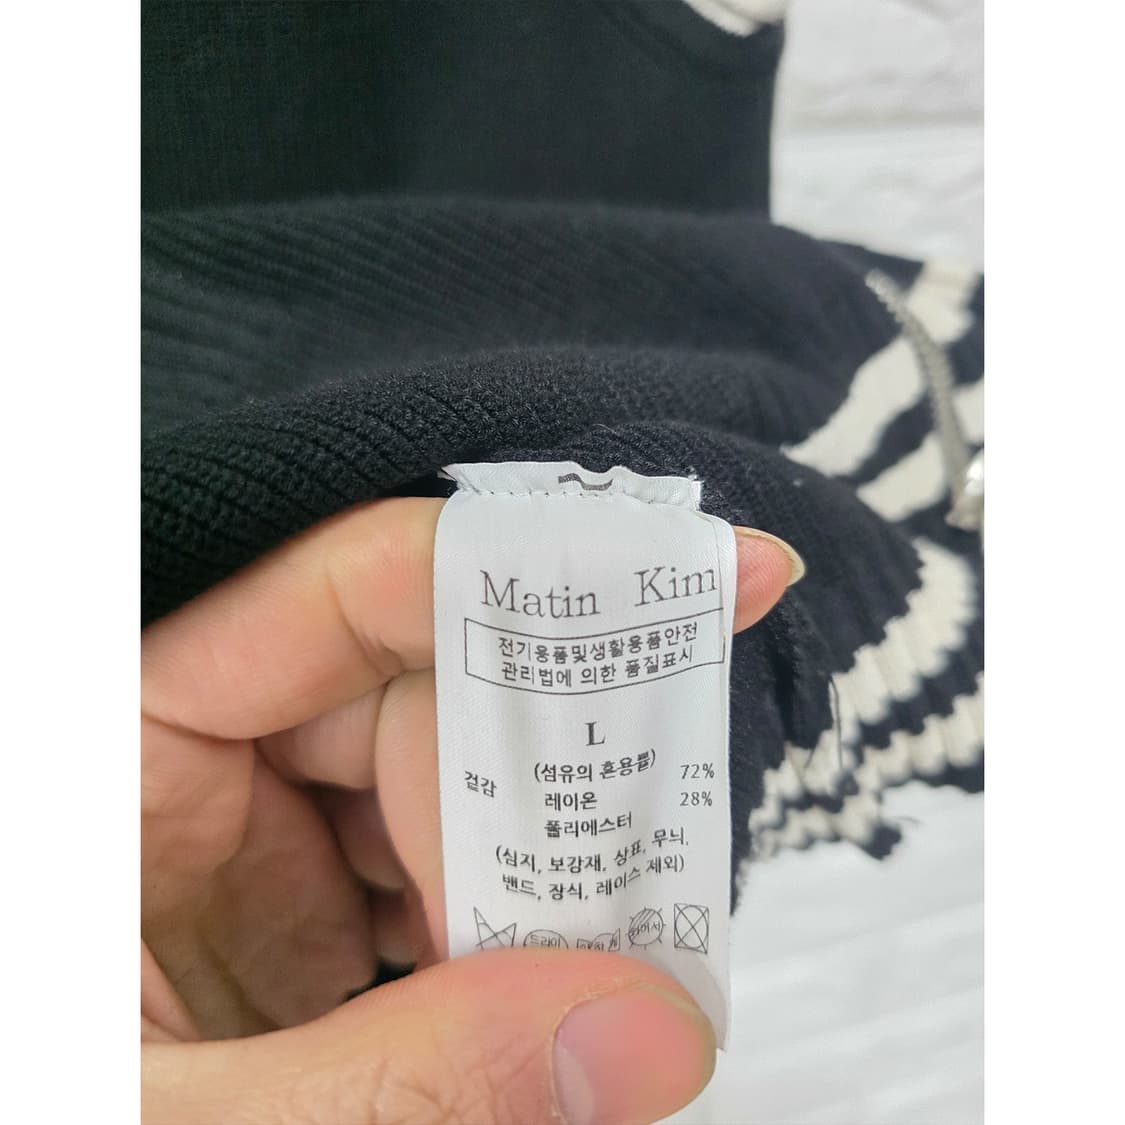 Matin Kim
전기용품및생활용품안전
관리법에 의한 품질표시
L
(섬유의 혼용률)
겉감 레이온 72%
폴리에스터 28%
(심지, 보강재, 상표, 무늬,
밴드, 장식, 레이스 제외)
드라이